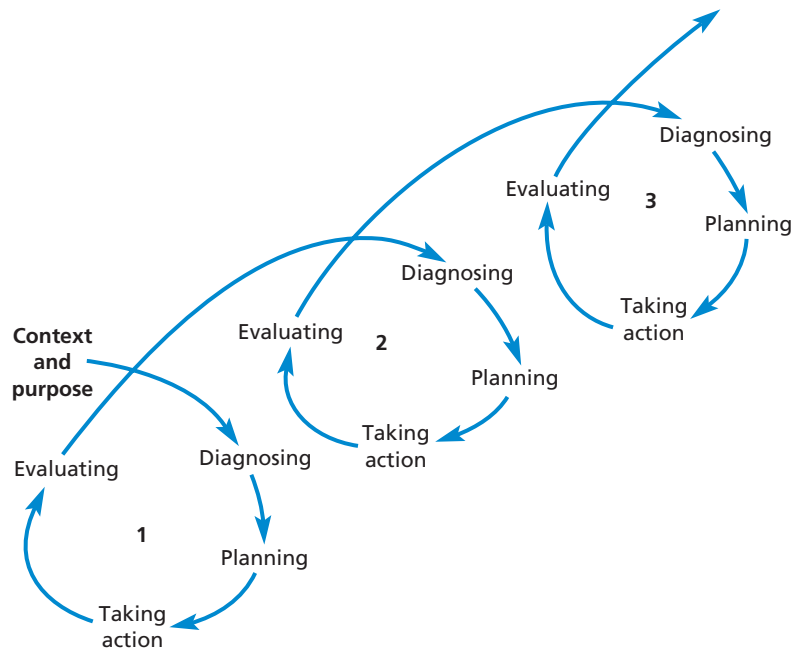 Context
and
purpose
Diagnosing
Planning
Taking
action
Evaluating
1
Diagnosing
Planning
Taking
action
Evaluating
2
Diagnosing
Planning
Taking
action
Evaluating
3